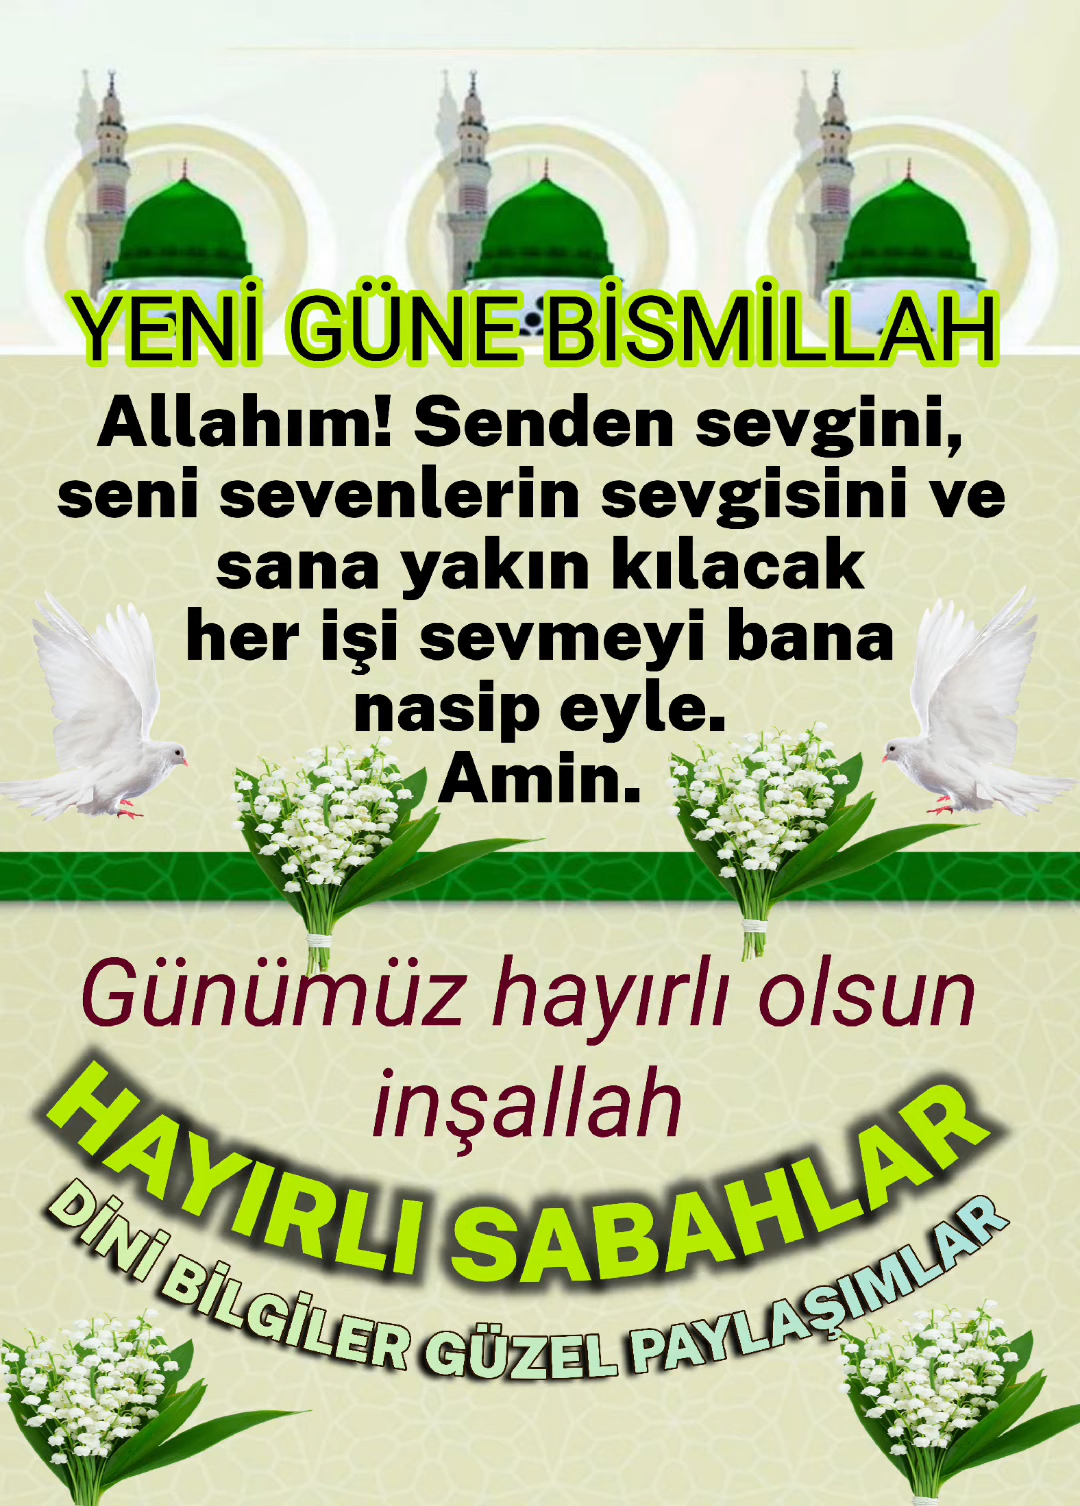 YENİ GÜNE BİSMİLLAH
Allahım! Senden sevgini,
seni sevenlerin sevgisini ve
sana yakın kılacak
her işi sevmeyi bana
nasip eyle.
Amin.
Günümüz hayırlı olsun
inşallah
HAYIRLI SABAHLAR
DİNİ BİLGİLER GÜZEL PAYLAŞIMLAR